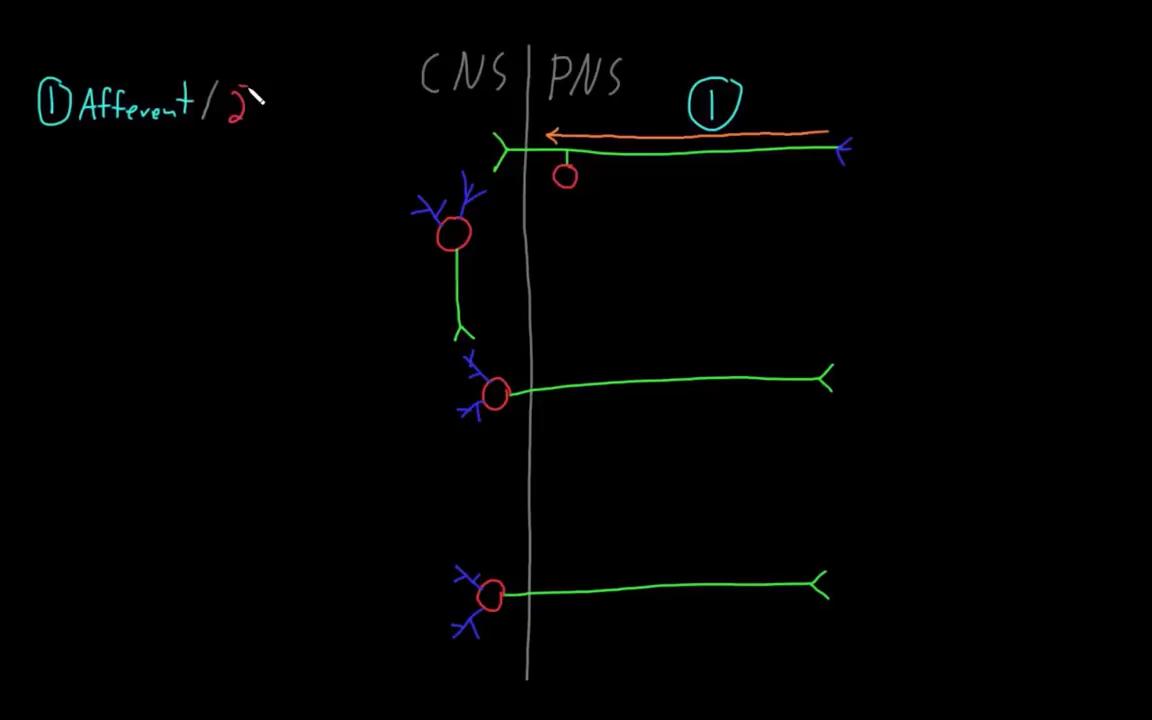 CNS PNS
① Afferent / 2
①